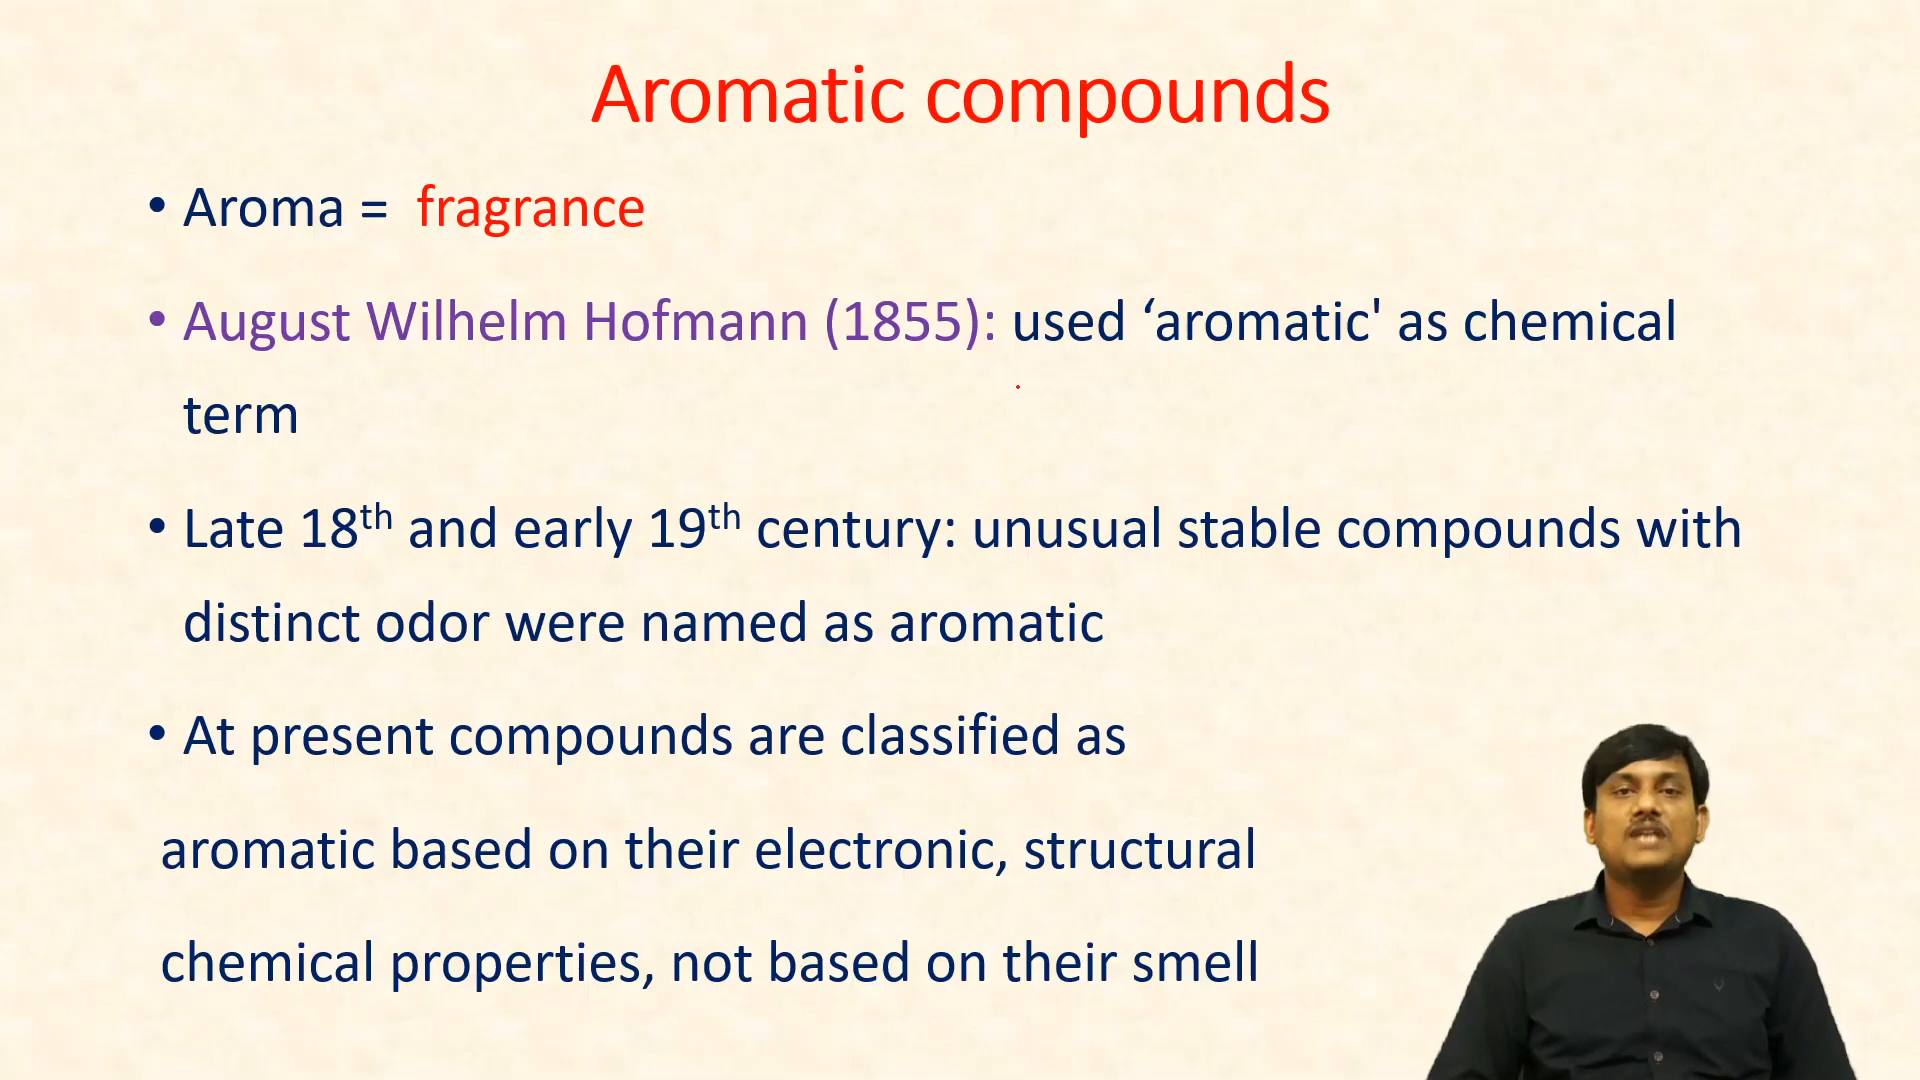 Aromatic compounds
• Aroma = fragrance
• August Wilhelm Hofmann (1855): used ‘aromatic' as chemical
term
• Late 18th and early 19th century: unusual stable compounds with
distinct odor were named as aromatic
• At present compounds are classified as
aromatic based on their electronic, structural
chemical properties, not based on their smell